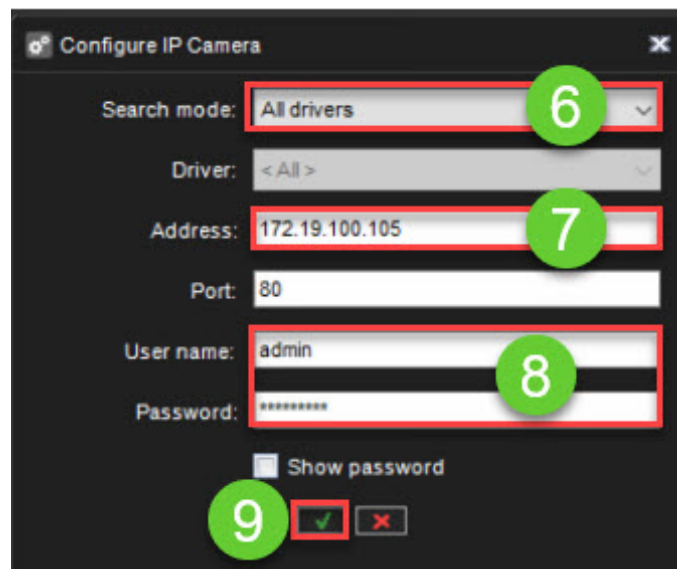 Configure IP Camera
Search mode: All drivers 6
Driver: < All >
Address: 172.19.100.105 7
Port: 80
User name: admin
8
Password: *********
Show password
9